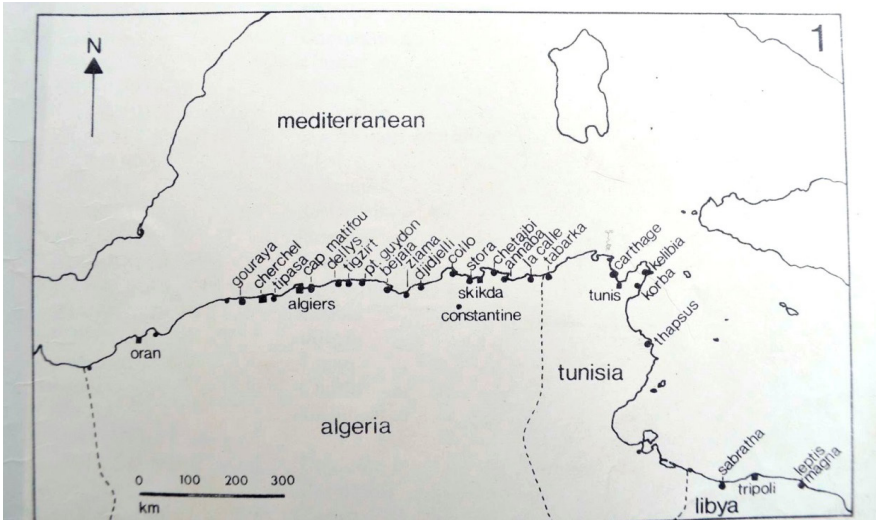 1
N
mediterranean
gouraya
cherchel
tipasa
cap matifou
dellys
tigzirt
pt. guydon
bejaia
ziama
djidjelli
collo
stora
chetaibi
annaba
la calle
tabarka
carthage
kelibia
korba
tunis
algiers
skikda
constantine
oran
thapsus
tunisia
algeria
sabratha
tripoli
leptis
magna
libya
0 100 200 300
km